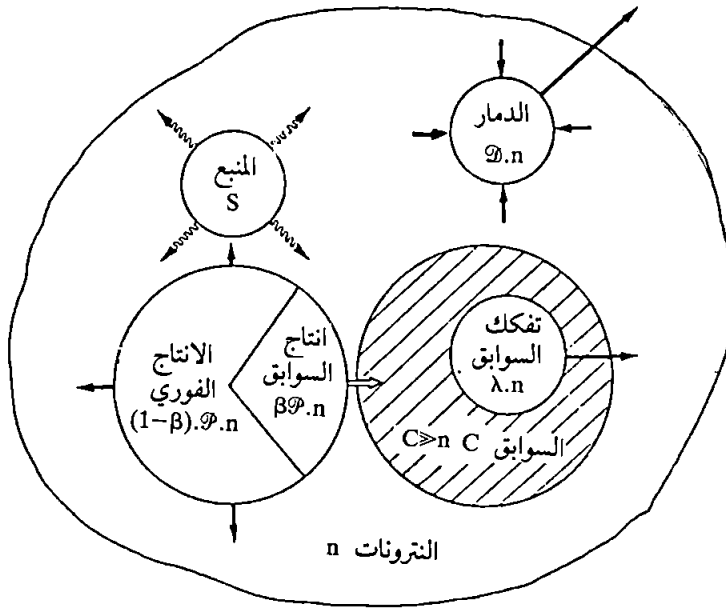 الدمار
𝒟.n
المنبع
S
الانتاج
الفوري
(1−β).𝒫.n
انتاج
السوابق
β𝒫.n
تفكك
السوابق
λ.n
السوابق C C≫n
النترونات n